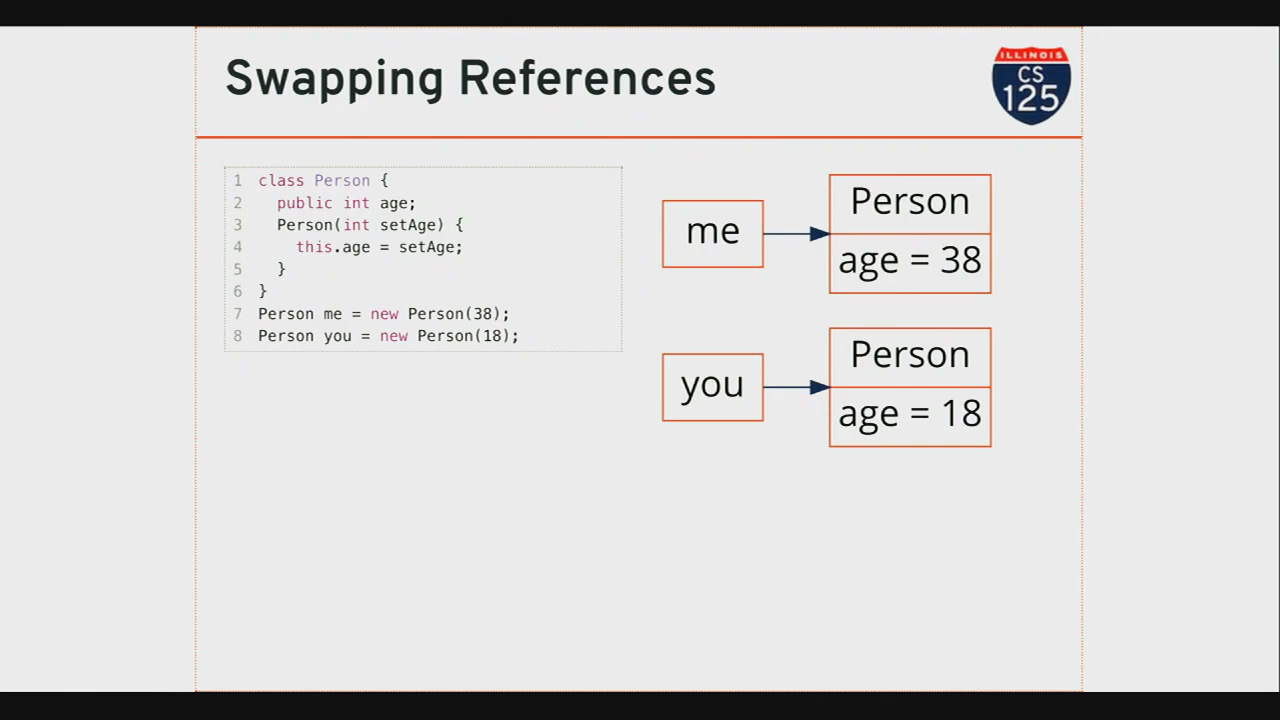 Swapping References
ILLINOIS
CS
125
1 class Person {
2   public int age;
3   Person(int setAge) {
4     this.age = setAge;
5   }
6 }
7 Person me = new Person(38);
8 Person you = new Person(18);
me
Person
age = 38
you
Person
age = 18